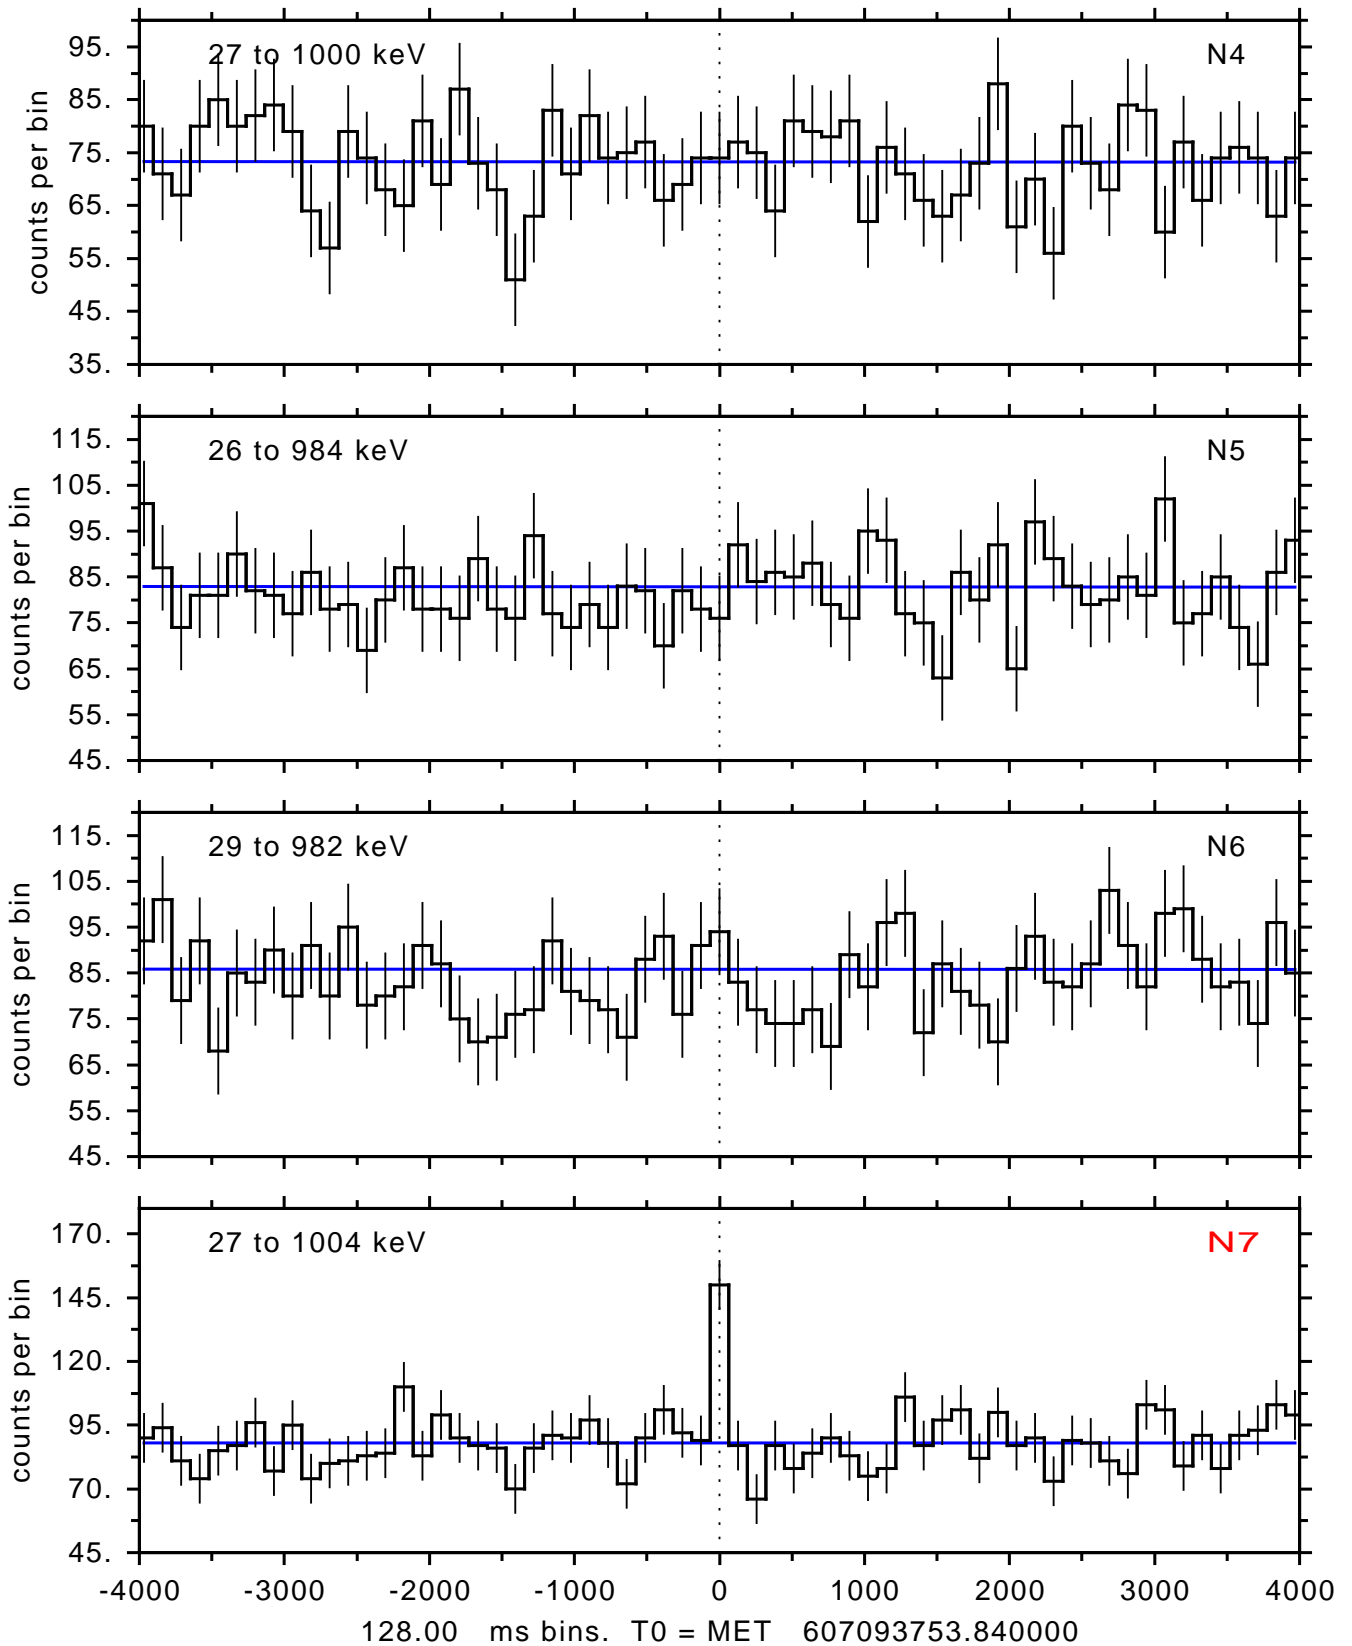 27 to 1000 keV N4
counts per bin
95.
85.
75.
65.
55.
45.
35.
26 to 984 keV N5
counts per bin
115.
105.
95.
85.
75.
65.
55.
45.
29 to 982 keV N6
counts per bin
115.
105.
95.
85.
75.
65.
55.
45.
27 to 1004 keV N7
counts per bin
170.
145.
120.
95.
70.
45.
-4000 -3000 -2000 -1000 0 1000 2000 3000 4000
128.00 ms bins. T0 = MET 607093753.840000